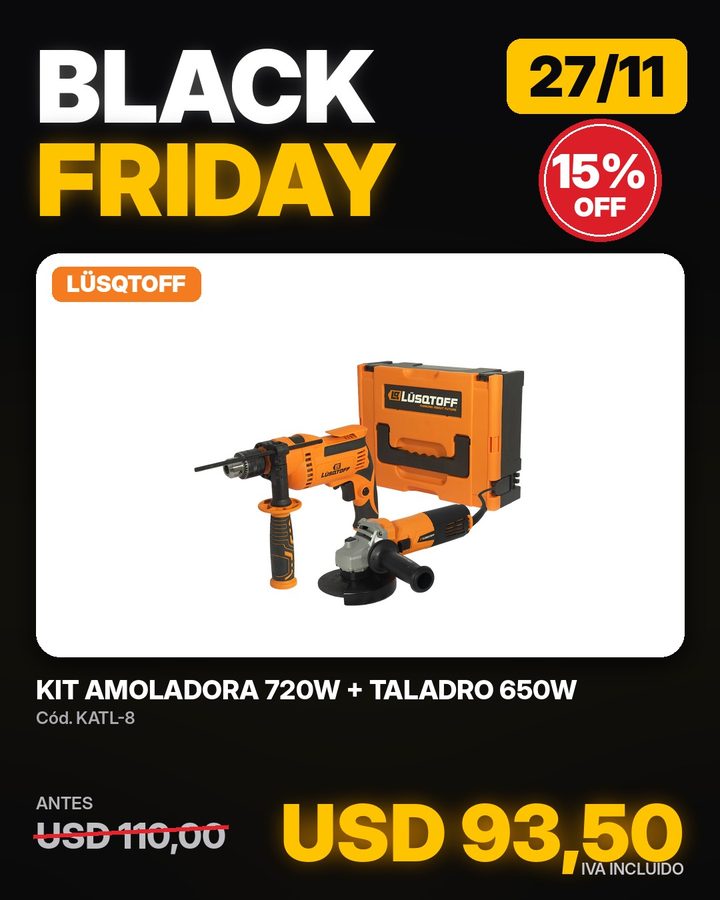 BLACK
FRIDAY
27/11
15%
OFF
LÜSQTOFF
LÜSQTOFF
LÜSQTOFF
KIT AMOLADORA 720W + TALADRO 650W
Cód. KATL-8
ANTES
USD 110,00
USD 93,50
IVA INCLUIDO